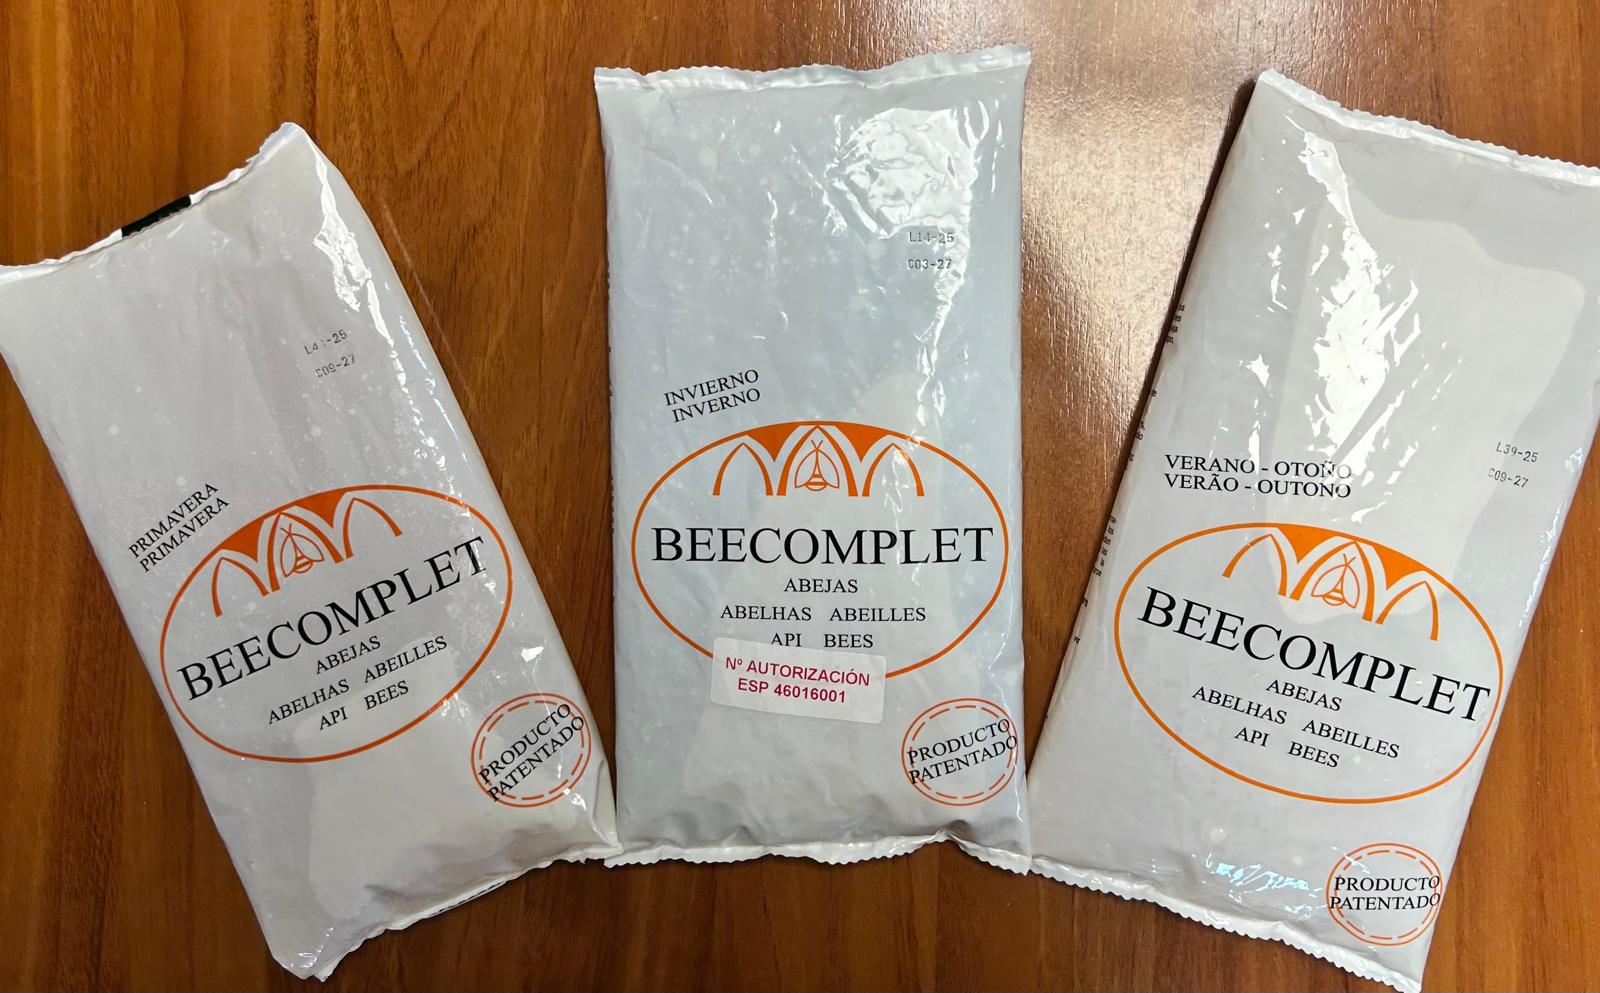 C09-27
PRIMAVERA
PRIMAVERA
BEECOMPLET
ABEJAS
ABELHAS ABEILLES
API BEES
PRODUCTO
PATENTADO
L14-25
C03-27
INVIERNO
INVERNO
BEECOMPLET
ABEJAS
ABELHAS ABEILLES
API BEES
Nº AUTORIZACIÓN
ESP 46016001
PRODUCTO
PATENTADO
L39-25
C09-27
VERANO - OTOÑO
VERÃO - OUTONO
BEECOMPLET
ABEJAS
ABELHAS ABEILLES
API BEES
PRODUCTO
PATENTADO